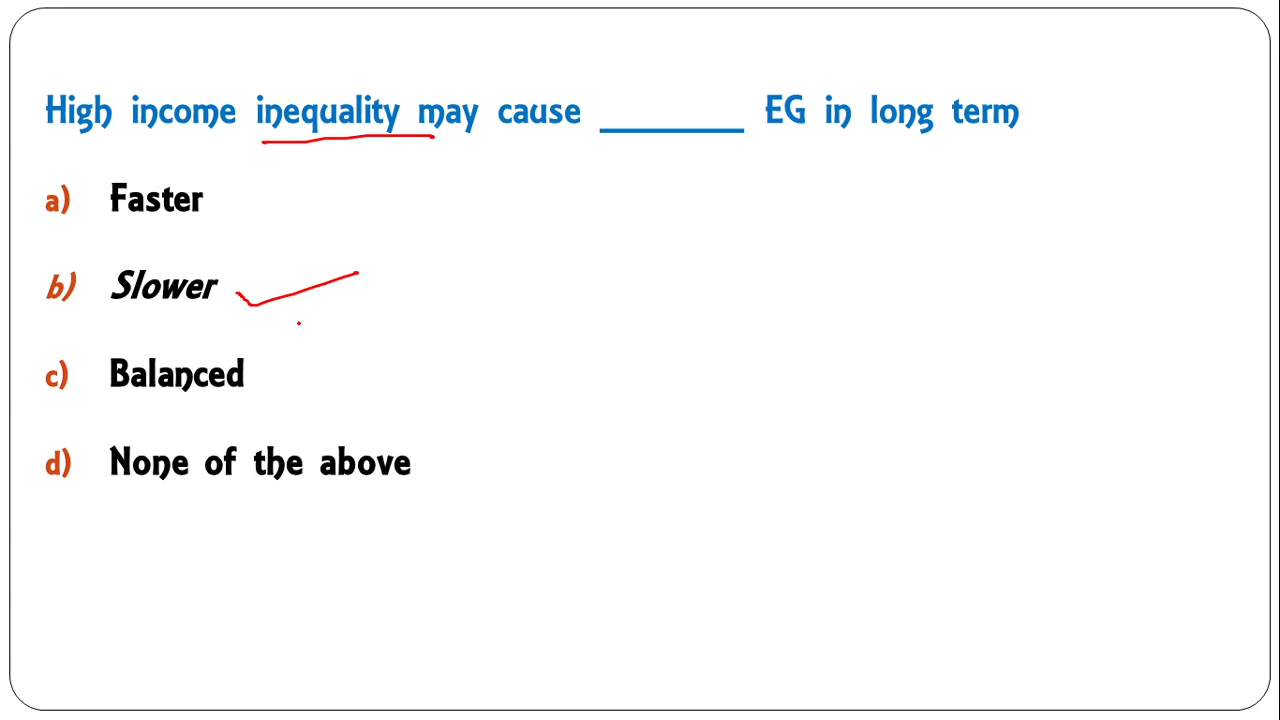 High income inequality may cause ________ EG in long term
a) Faster
b) Slower
c) Balanced
d) None of the above